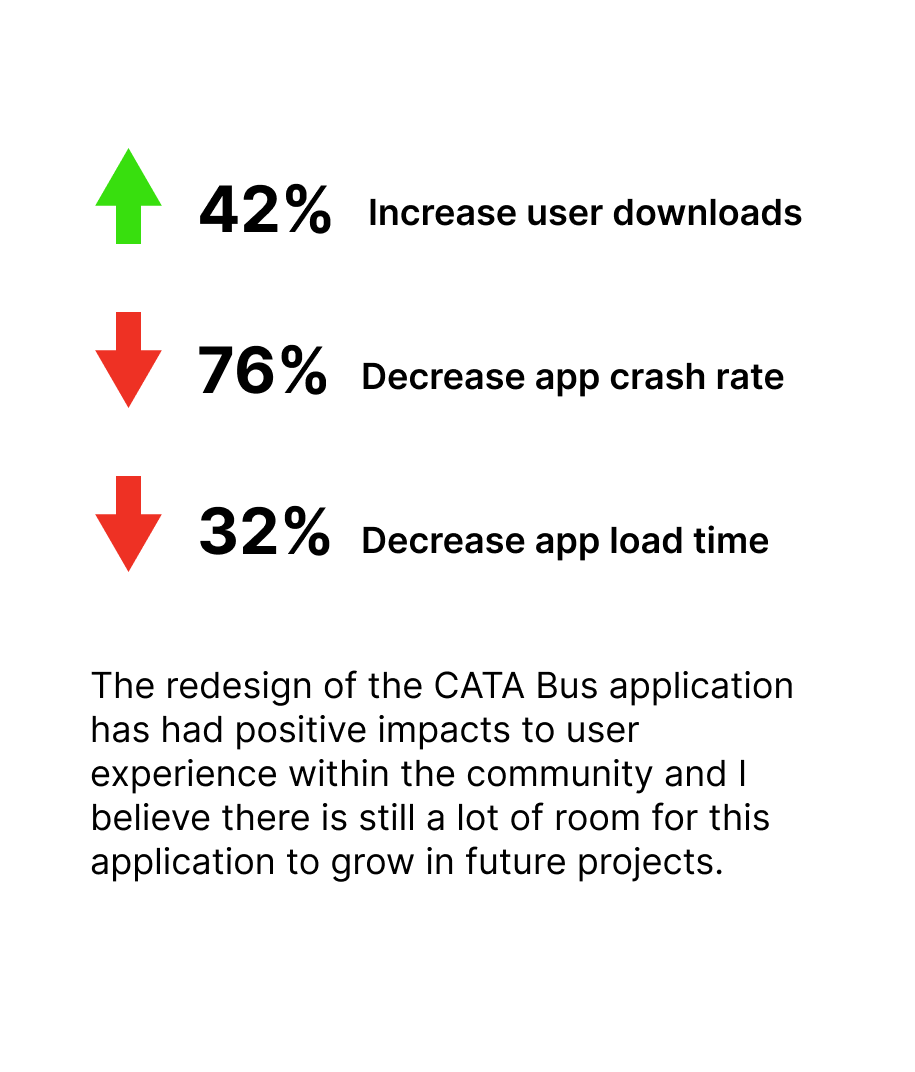 42% Increase user downloads
76% Decrease app crash rate
32% Decrease app load time
The redesign of the CATA Bus application
has had positive impacts to user
experience within the community and I
believe there is still a lot of room for this
application to grow in future projects.